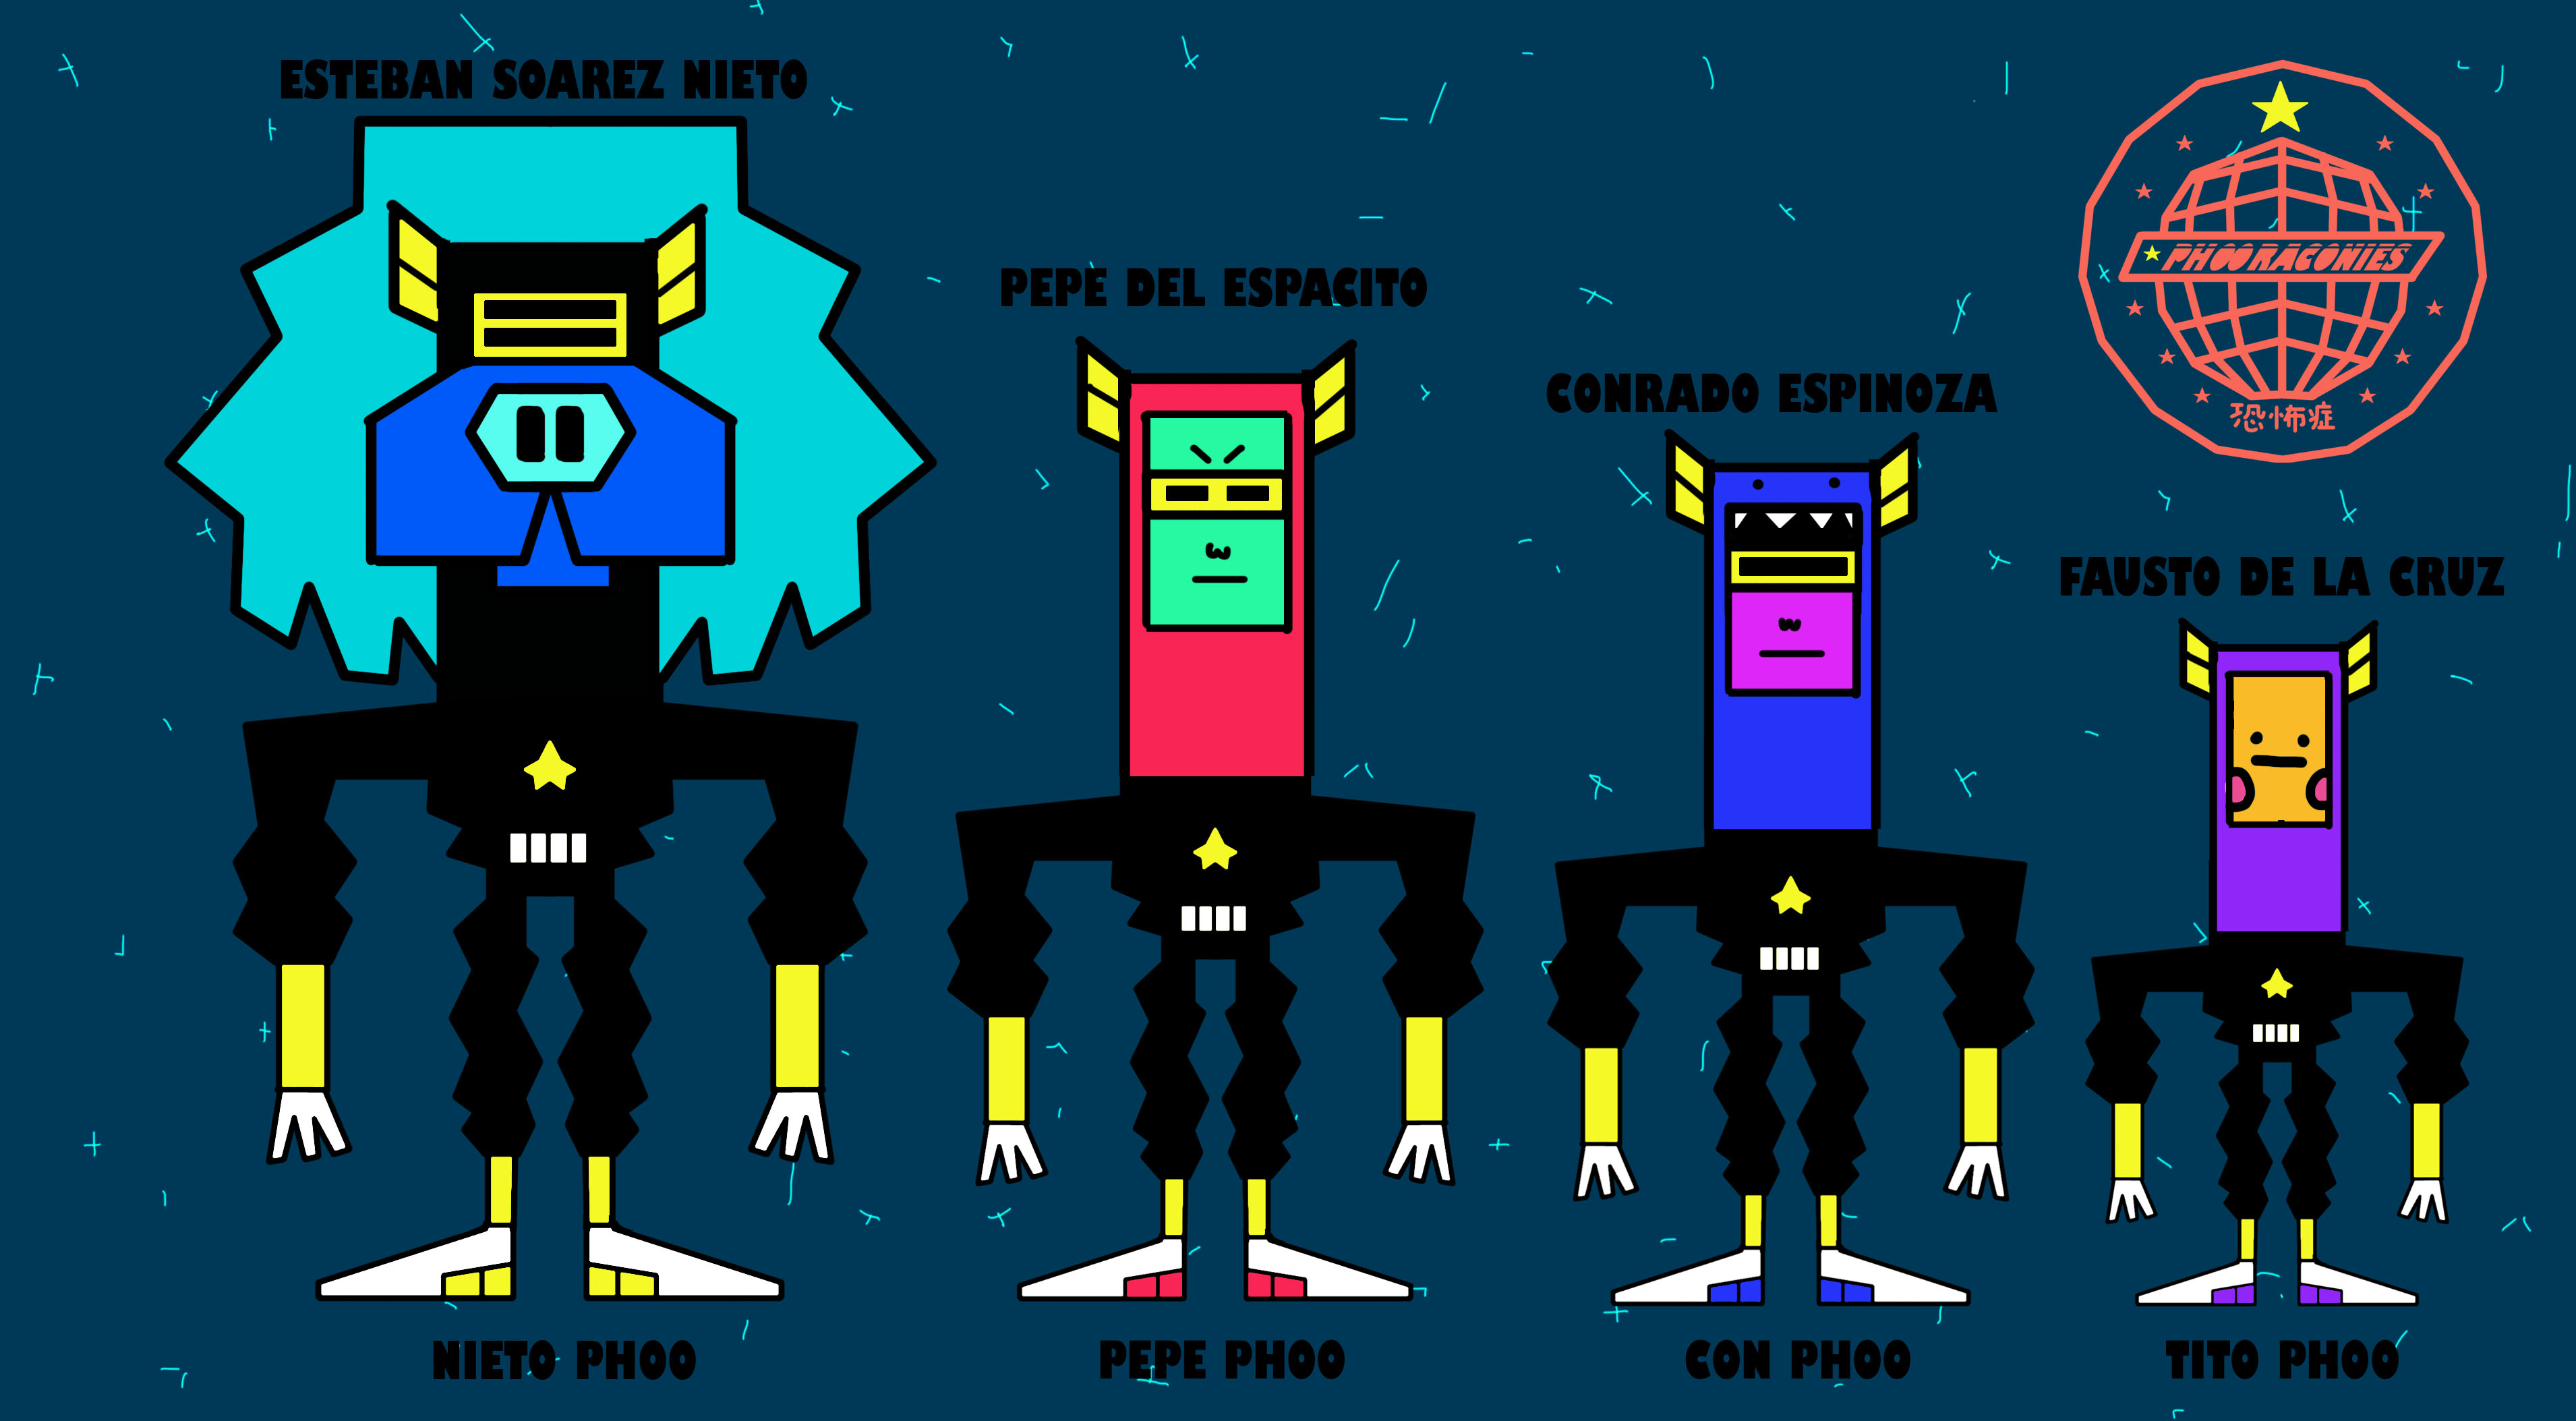 ESTEBAN SOAREZ NIETO
PEPE DEL ESPACITO
CONRADO ESPINOZA
FAUSTO DE LA CRUZ
PHOORACONIES
恐怖症
NIETO PHOO
PEPE PHOO
CON PHOO
TITO PHOO